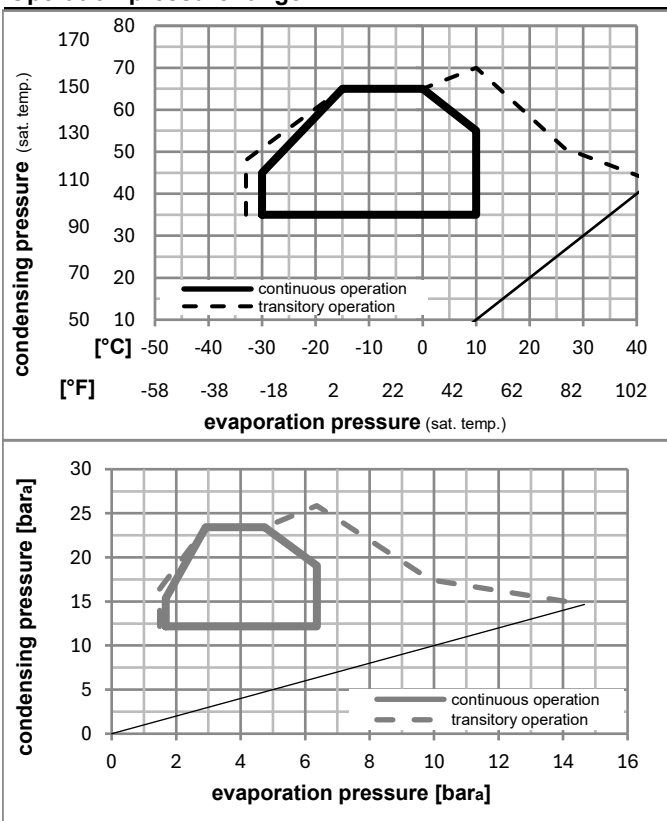 170 80
150 70
60
130
50
110 40
90
30
70 20
50 10
condensing pressure (sat. temp.)
continuous operation
transitory operation
[°C] -50 -40 -30 -20 -10 0 10 20 30 40
[°F] -58 -38 -18 2 22 42 62 82 102
evaporation pressure (sat. temp.)
30
25
20
15
10
5
0
condensing pressure [bara]
continuous operation
transitory operation
0 2 4 6 8 10 12 14 16
evaporation pressure [bara]